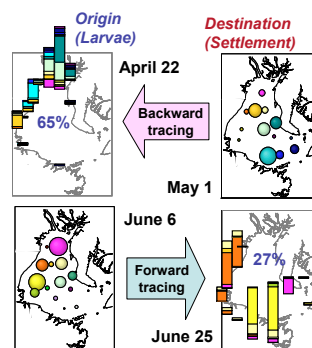 Origin
(Larvae)
Destination
(Settlement)
April 22
65%
Backward
tracing
May 1
June 6
Forward
tracing
27%
June 25